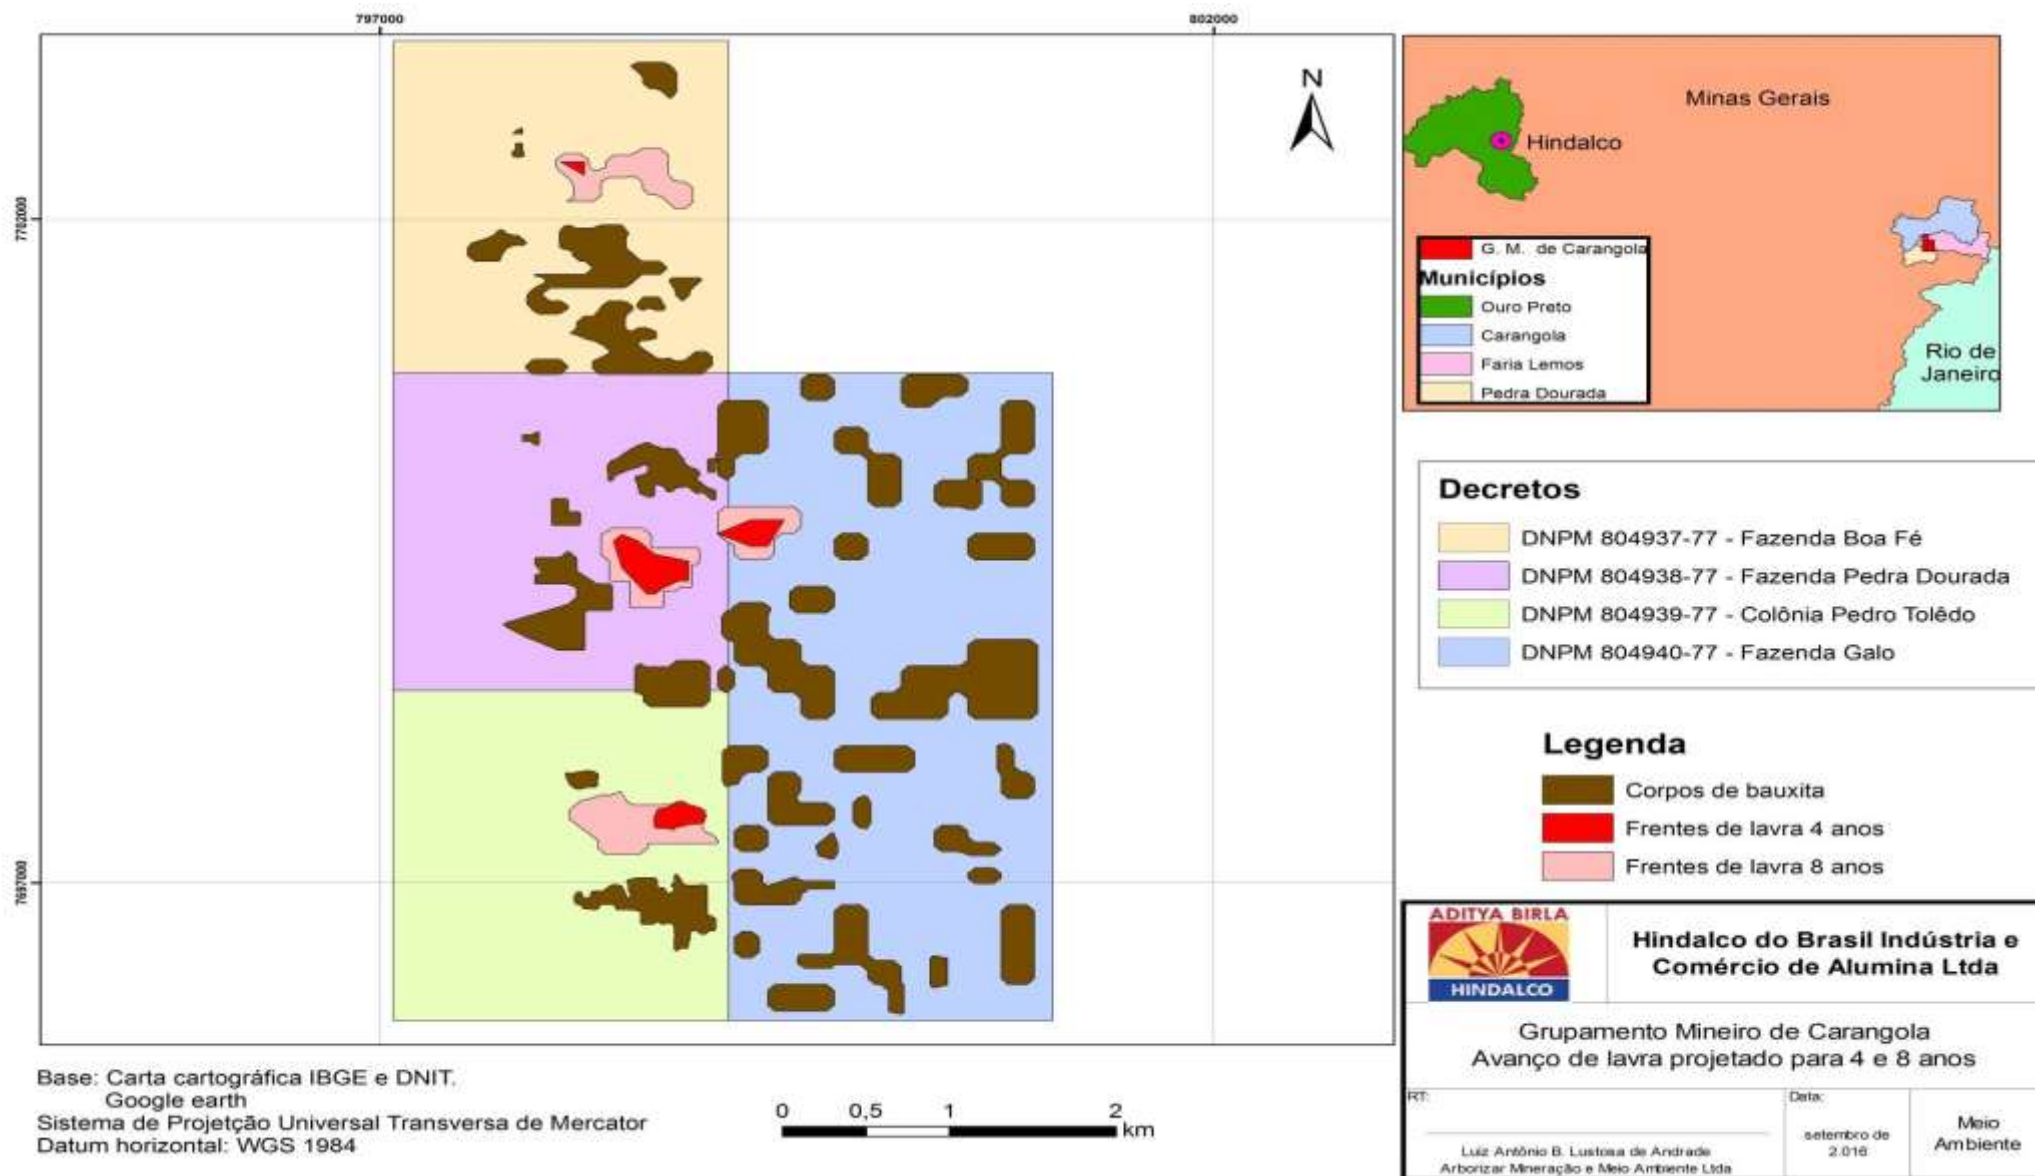 797000
802000
7702000
7697000
N
Minas Gerais
Hindalco
G. M. de Carangola
Municípios
Ouro Preto
Carangola
Faria Lemos
Pedra Dourada
Rio de
Janeiro
Decretos
DNPM 804937-77 - Fazenda Boa Fé
DNPM 804938-77 - Fazenda Pedra Dourada
DNPM 804939-77 - Colônia Pedro Tolêdo
DNPM 804940-77 - Fazenda Galo
Legenda
Corpos de bauxita
Frentes de lavra 4 anos
Frentes de lavra 8 anos
ADITYA BIRLA
HINDALCO
Hindalco do Brasil Indústria e
Comércio de Alumina Ltda
Grupamento Mineiro de Carangola
Avanço de lavra projetado para 4 e 8 anos
RT:
Luiz Antônio B. Lustosa de Andrade
Arborizar Mineração e Meio Ambiente Ltda
Data:
setembro de
2.016
Meio
Ambiente
Base: Carta cartográfica IBGE e DNIT.
Google earth
Sistema de Projetção Universal Transversa de Mercator
Datum horizontal: WGS 1984
0 0,5 1 2
km